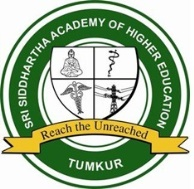 SRI SIDDHARTHA ACADEMY OF HIGHER EDUCATION
Reach the Unreached
TUMKUR